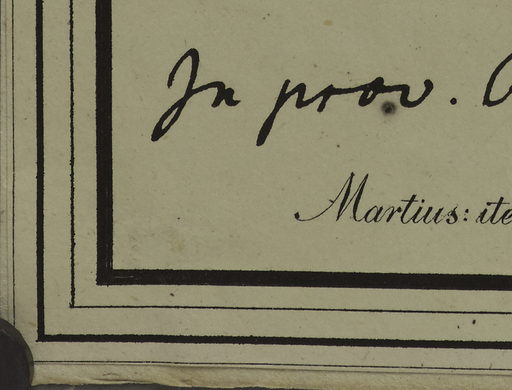 In prov.
Martius: ite